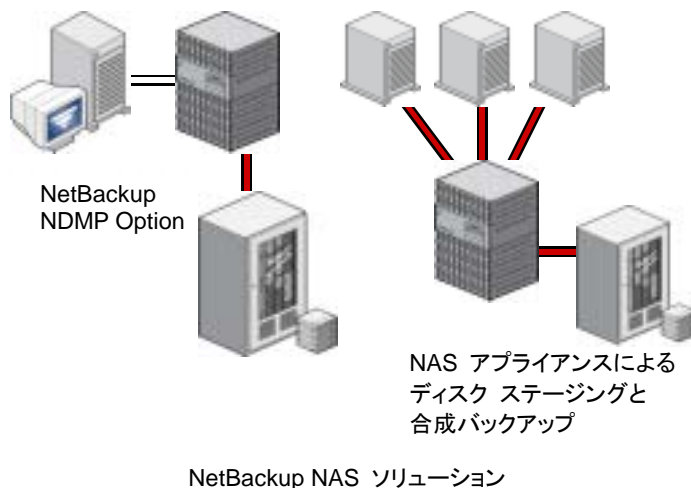 NetBackup
NDMP Option
NAS アプライアンスによる
ディスク ステージングと
合成バックアップ
NetBackup NAS ソリューション